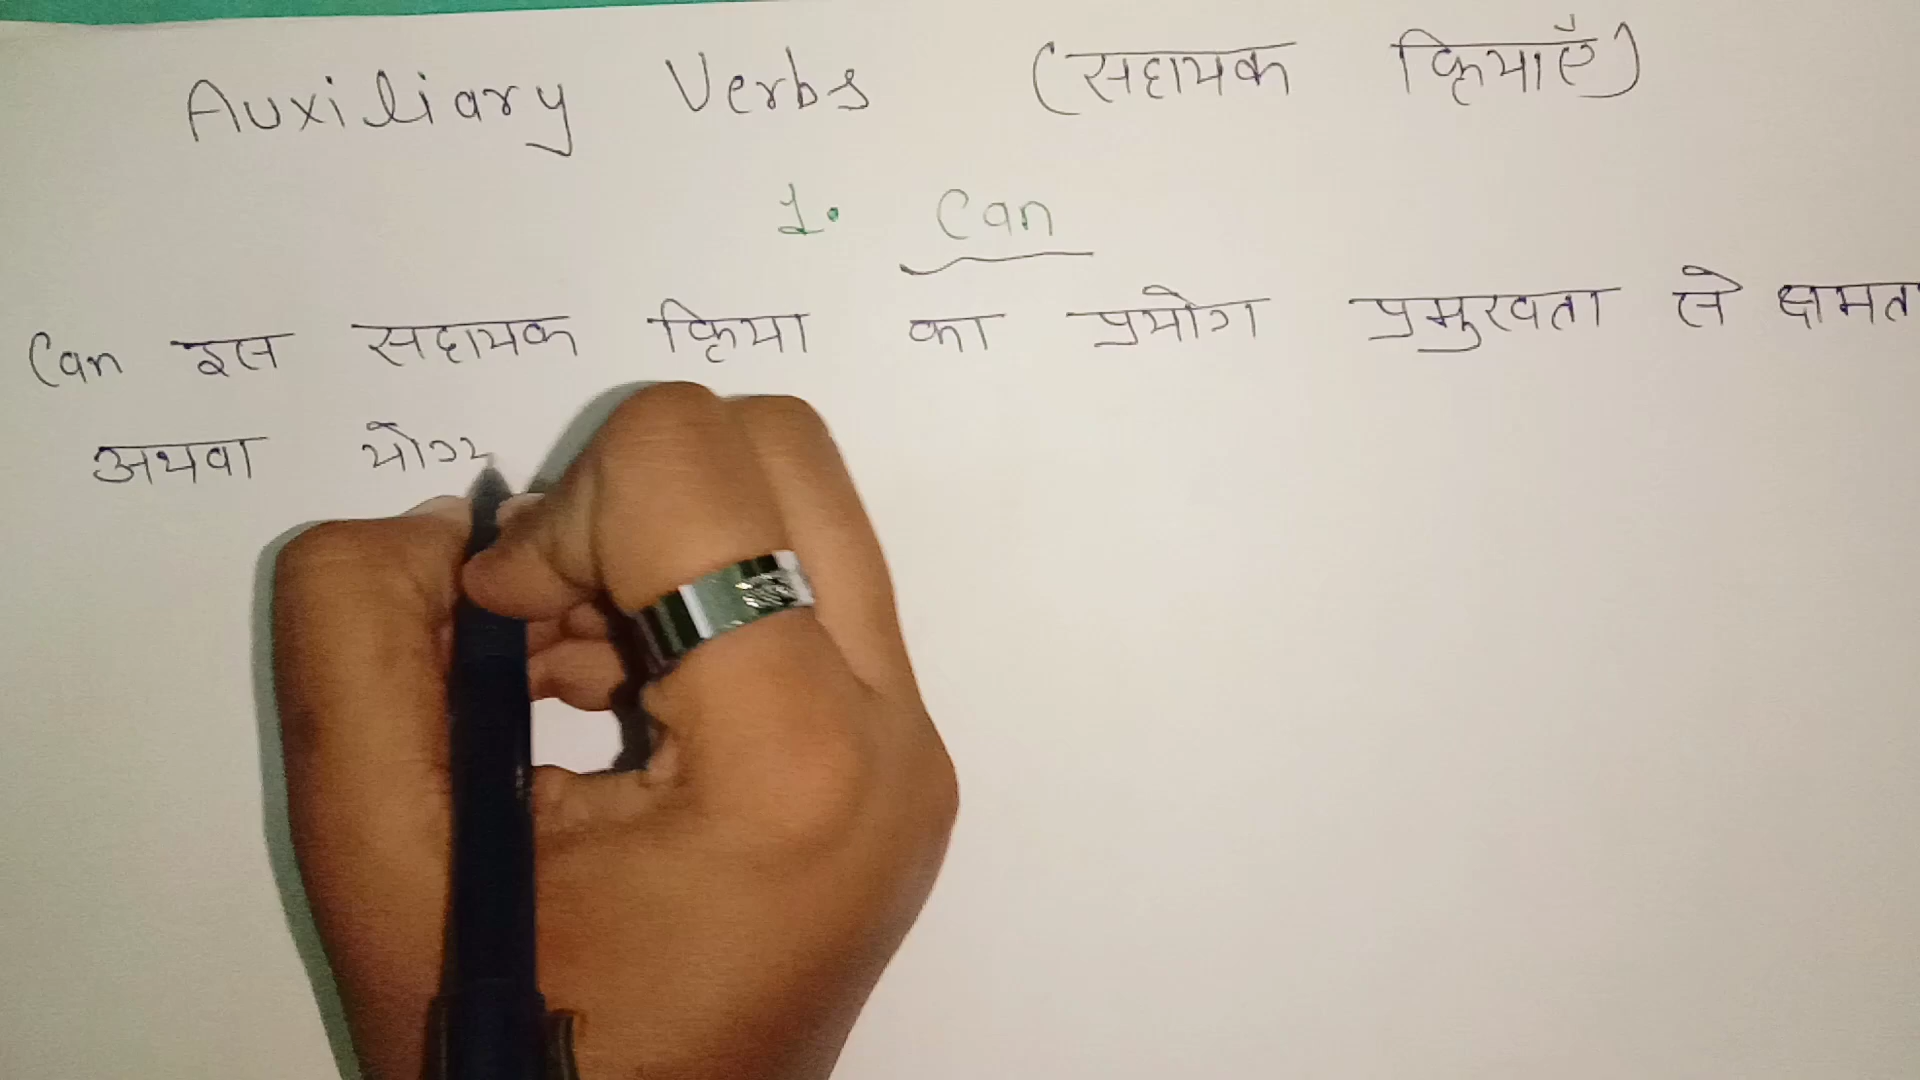 Auxiliary Verbs (सहायक क्रियाएँ)
1. Can
Can इस सहायक क्रिया का प्रयोग प्रमुखता से क्षमता
अथवा योग्य